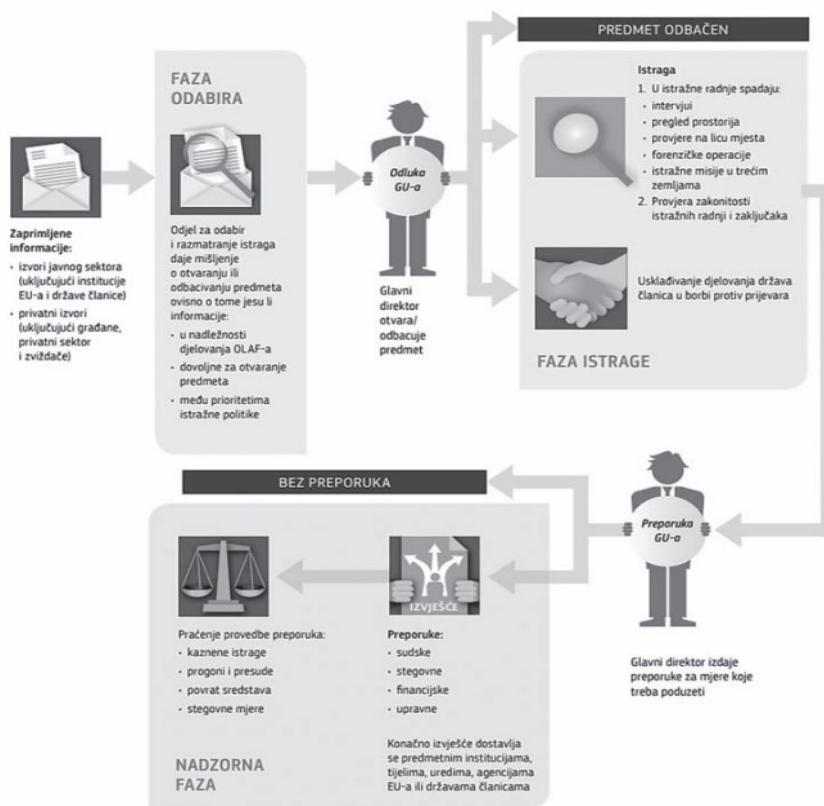 Zaprimljene
informacije:
• izvori javnog sektora
(uključujući institucije
EU-a i države članice)
• privatni izvori
(uključujući građane,
privatni sektor
i zviždače)
FAZA
ODABIRA
Odjel za odabir
i razmatranje istraga
daje mišljenje
o otvaranju ili
odbacivanju predmeta
ovisno o tome jesu li
informacije:
• u nadležnosti
djelovanja OLAF-a
• dovoljne za otvaranje
predmeta
• među prioritetima
istražne politike
Odluka
GU-a
Glavni
direktor
otvara/
odbacuje
predmet
PREDMET ODBAČEN
Istraga
1. U istražne radnje spadaju:
• intervjui
• pregled prostorija
• provjere na licu mjesta
• forenzičke operacije
• istražne misije u trećim
zemljama
2. Provjera zakonitosti
istražnih radnji i zaključaka
Usklađivanje djelovanja država
članica u borbi protiv prijevara
FAZA ISTRAGE
Preporuka
GU-a
Glavni direktor izdaje
preporuke za mjere koje
treba poduzeti
BEZ PREPORUKA
IZVJEŠĆE
Preporuke:
• sudske
• stegovne
• financijske
• upravne
Konačno izvješće dostavlja
se predmetnim institucijama,
tijelima, uredima, agencijama
EU-a ili državama članicama
Praćenje provedbe preporuka:
• kaznene istrage
• progoni i presude
• povrat sredstava
• stegovne mjere
NADZORNA
FAZA